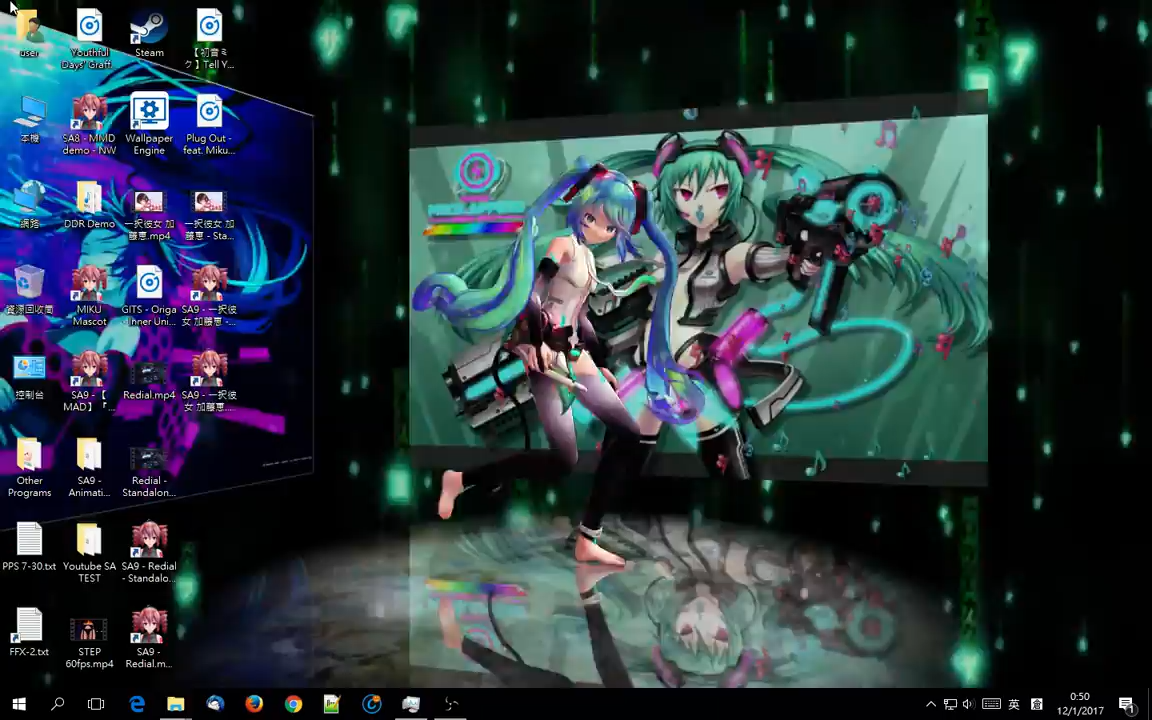 user
Youthful
Days' Graff...
Steam
【初音ミ
ク】Tell Y...
本機
SA8 - MMD
demo - NW
Wallpaper
Engine
Plug Out -
feat. Miku...
網路
DDR Demo
一択彼女 加
藤恵.mp4
一択彼女 加
藤恵 - Sta...
資源回收筒
MIKU
Mascot
GITS - Origa
- Inner Uni...
SA9 - 一択彼
女 加藤恵 -...
控制台
SA9 - 【
MAD】「...
Redial.mp4
SA9 - 一択彼
女 加藤恵...
Other
Programs
SA9 -
Animati...
Redial -
Standalon...
PPS 7-30.txt
Youtube SA
TEST
SA9 - Redial
- Standalo...
FFX-2.txt
STEP
60fps.mp4
SA9 -
Redial.m...
英
0:50
12/1/2017
1